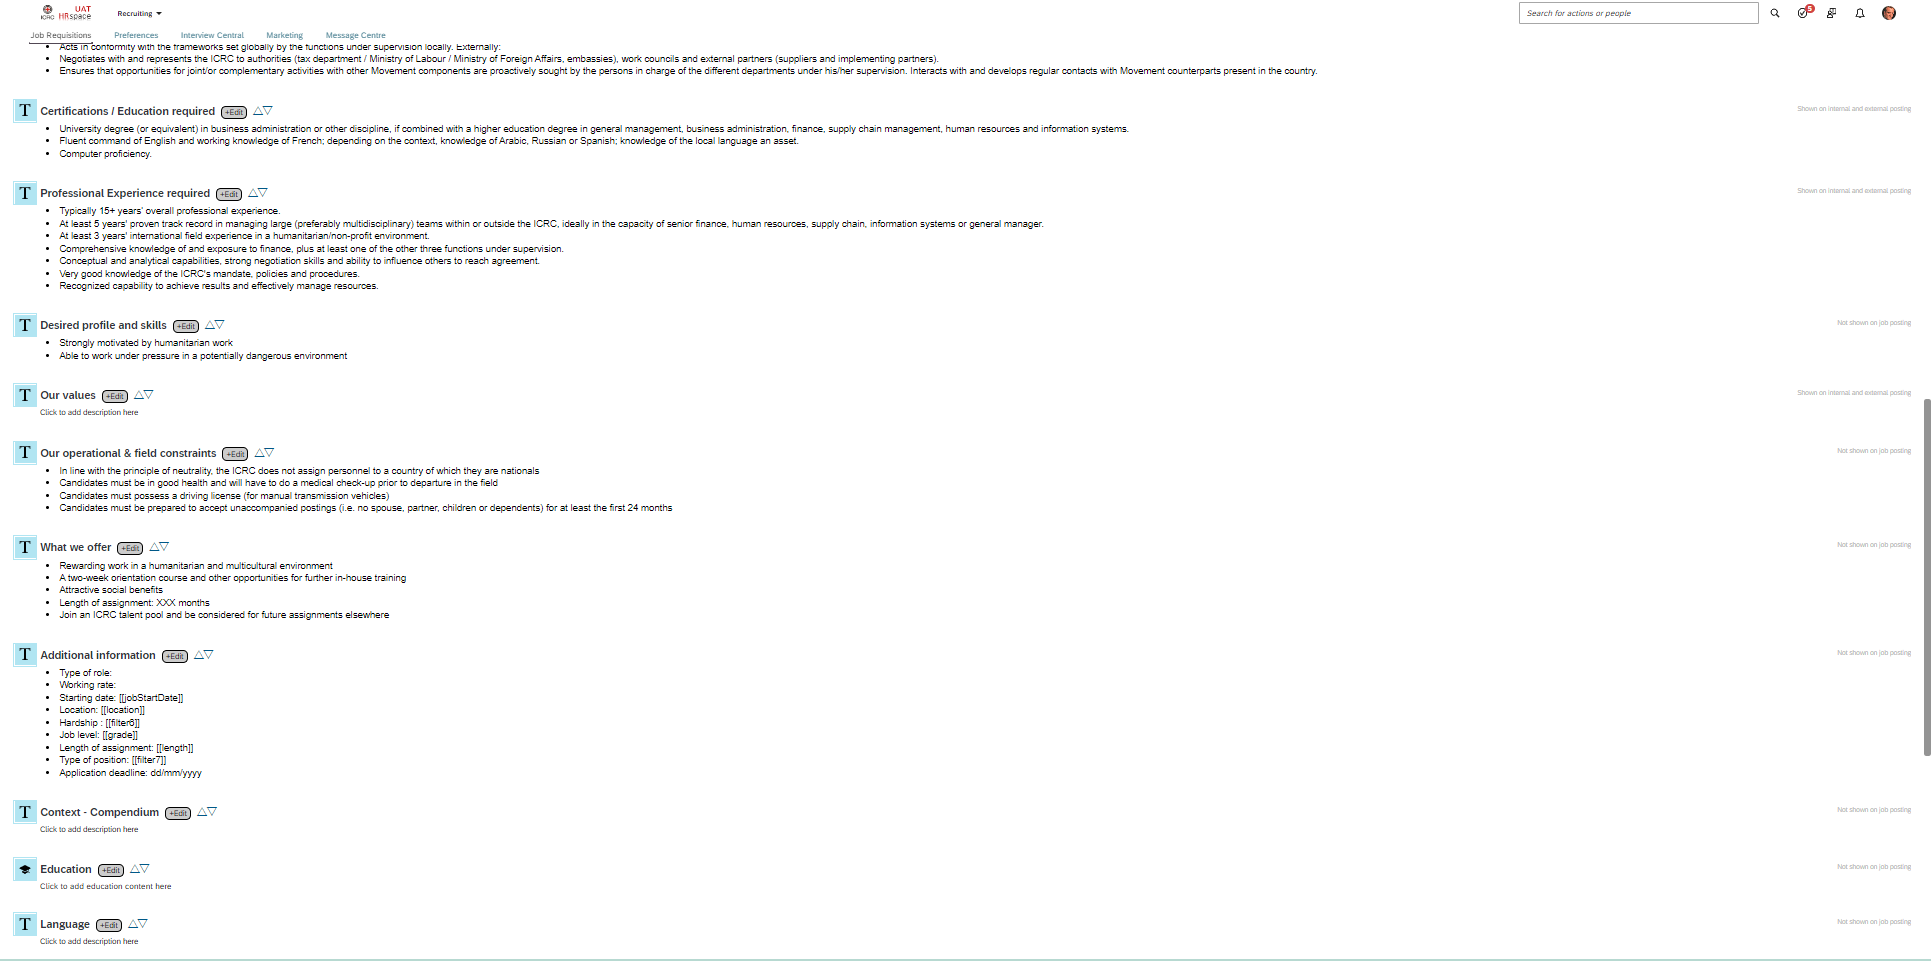 ICRC
UAT
HRspace
Recruiting
Search for actions or people
5
Job Requisitions
Preferences
Interview Central
Marketing
Message Centre
Acts in conformity with the frameworks set globally by the functions under supervision locally. Externally:
Negotiates with and represents the ICRC to authorities (tax department / Ministry of Labour / Ministry of Foreign Affairs, embassies), work councils and external partners (suppliers and implementing partners).
Ensures that opportunities for joint/or complementary activities with other Movement components are proactively sought by the persons in charge of the different departments under his/her supervision. Interacts with and develops regular contacts with Movement counterparts present in the country.
T Certifications / Education required +Edit
Shown on internal and external posting
University degree (or equivalent) in business administration or other discipline, if combined with a higher education degree in general management, business administration, finance, supply chain management, human resources and information systems.
Fluent command of English and working knowledge of French; depending on the context, knowledge of Arabic, Russian or Spanish; knowledge of the local language an asset.
Computer proficiency.
T Professional Experience required +Edit
Shown on internal and external posting
Typically 15+ years' overall professional experience.
At least 5 years' proven track record in managing large (preferably multidisciplinary) teams within or outside the ICRC, ideally in the capacity of senior finance, human resources, supply chain, information systems or general manager.
At least 3 years' international field experience in a humanitarian/non-profit environment.
Comprehensive knowledge of and exposure to finance, plus at least one of the other three functions under supervision.
Conceptual and analytical capabilities, strong negotiation skills and ability to influence others to reach agreement.
Very good knowledge of the ICRC's mandate, policies and procedures.
Recognized capability to achieve results and effectively manage resources.
T Desired profile and skills +Edit
Not shown on job posting
Strongly motivated by humanitarian work
Able to work under pressure in a potentially dangerous environment
T Our values +Edit
Shown on internal and external posting
Click to add description here
T Our operational & field constraints +Edit
Not shown on job posting
In line with the principle of neutrality, the ICRC does not assign personnel to a country of which they are nationals
Candidates must be in good health and will have to do a medical check-up prior to departure in the field
Candidates must possess a driving license (for manual transmission vehicles)
Candidates must be prepared to accept unaccompanied postings (i.e. no spouse, partner, children or dependents) for at least the first 24 months
T What we offer +Edit
Not shown on job posting
Rewarding work in a humanitarian and multicultural environment
A two-week orientation course and other opportunities for further in-house training
Attractive social benefits
Length of assignment: XXX months
Join an ICRC talent pool and be considered for future assignments elsewhere
T Additional information +Edit
Not shown on job posting
Type of role:
Working rate:
Starting date: [[jobStartDate]]
Location: [[location]]
Hardship : [[filter6]]
Job level: [[grade]]
Length of assignment: [[length]]
Type of position: [[filter7]]
Application deadline: dd/mm/yyyy
T Context - Compendium +Edit
Not shown on job posting
Click to add description here
Education +Edit
Not shown on job posting
Click to add education content here
T Language +Edit
Not shown on job posting
Click to add description here